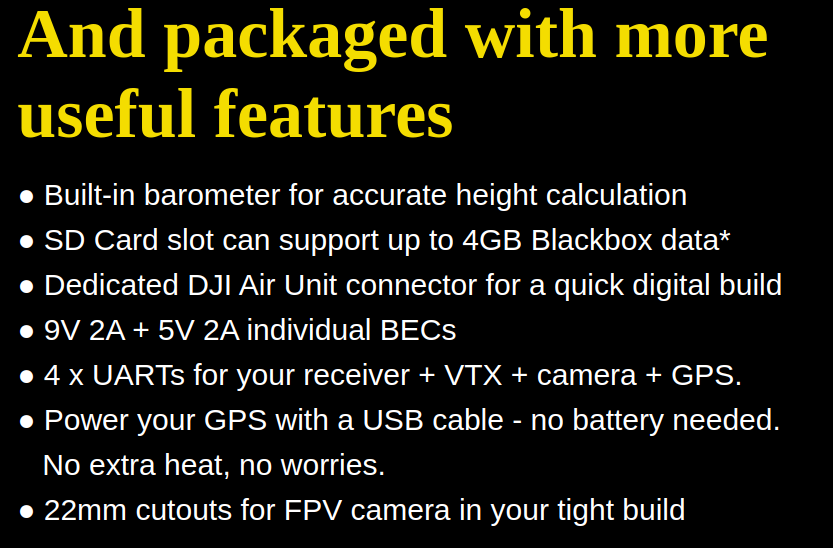 And packaged with more
useful features
● Built-in barometer for accurate height calculation
● SD Card slot can support up to 4GB Blackbox data*
● Dedicated DJI Air Unit connector for a quick digital build
● 9V 2A + 5V 2A individual BECs
● 4 x UARTs for your receiver + VTX + camera + GPS.
● Power your GPS with a USB cable - no battery needed.
No extra heat, no worries.
● 22mm cutouts for FPV camera in your tight build